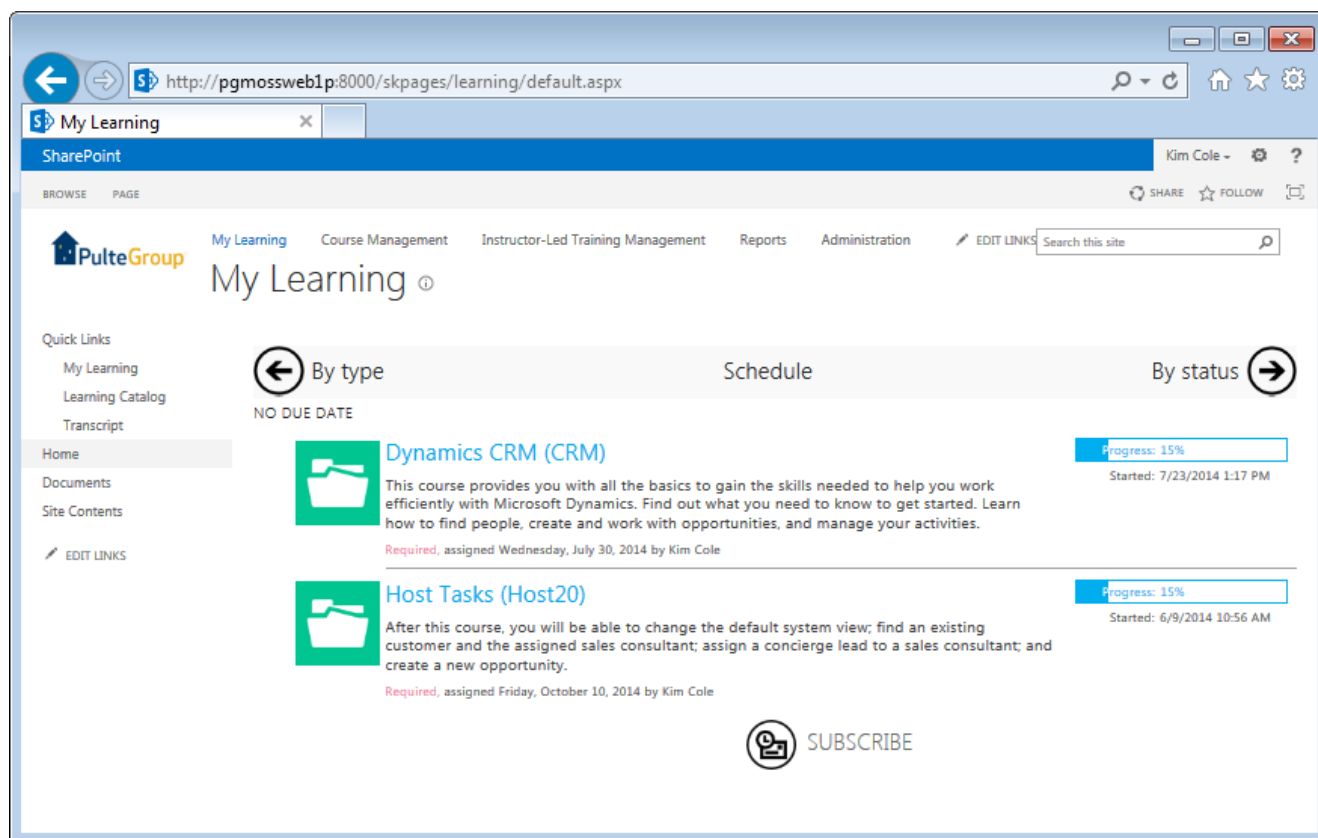 http://pgmossweb1p:8000/skpages/learning/default.aspx
My Learning
SharePoint
Kim Cole
?
BROWSE PAGE
SHARE FOLLOW
PulteGroup
My Learning Course Management Instructor-Led Training Management Reports Administration EDIT LINKS Search this site
My Learning
Quick Links
My Learning
Learning Catalog
Transcript
Home
Documents
Site Contents
EDIT LINKS
By type Schedule By status
NO DUE DATE
Dynamics CRM (CRM)
This course provides you with all the basics to gain the skills needed to help you work
efficiently with Microsoft Dynamics. Find out what you need to know to get started. Learn
how to find people, create and work with opportunities, and manage your activities.
Required, assigned Wednesday, July 30, 2014 by Kim Cole
Progress: 15%
Started: 7/23/2014 1:17 PM
Host Tasks (Host20)
After this course, you will be able to change the default system view; find an existing
customer and the assigned sales consultant; assign a concierge lead to a sales consultant; and
create a new opportunity.
Required, assigned Friday, October 10, 2014 by Kim Cole
Progress: 15%
Started: 6/9/2014 10:56 AM
SUBSCRIBE